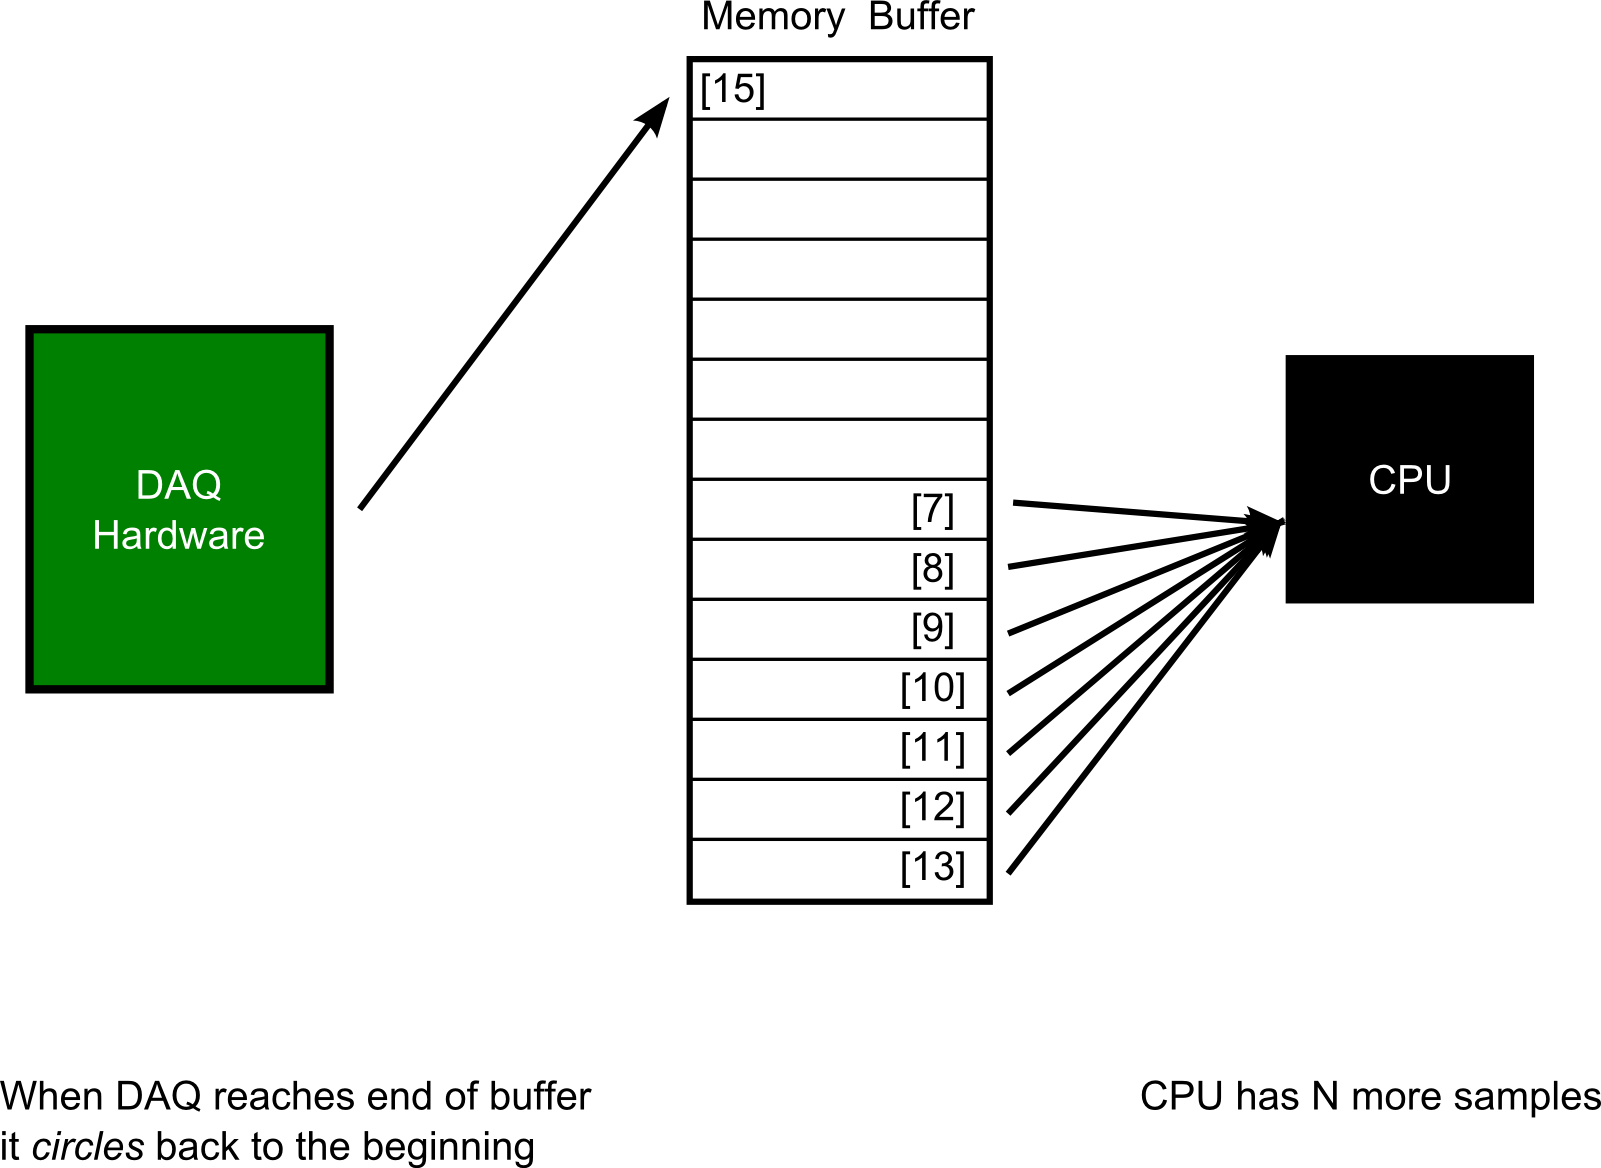 Memory Buffer
[15]
DAQ
Hardware
[7]
[8]
[9]
[10]
[11]
[12]
[13]
CPU
When DAQ reaches end of buffer
it circles back to the beginning
CPU has N more samples